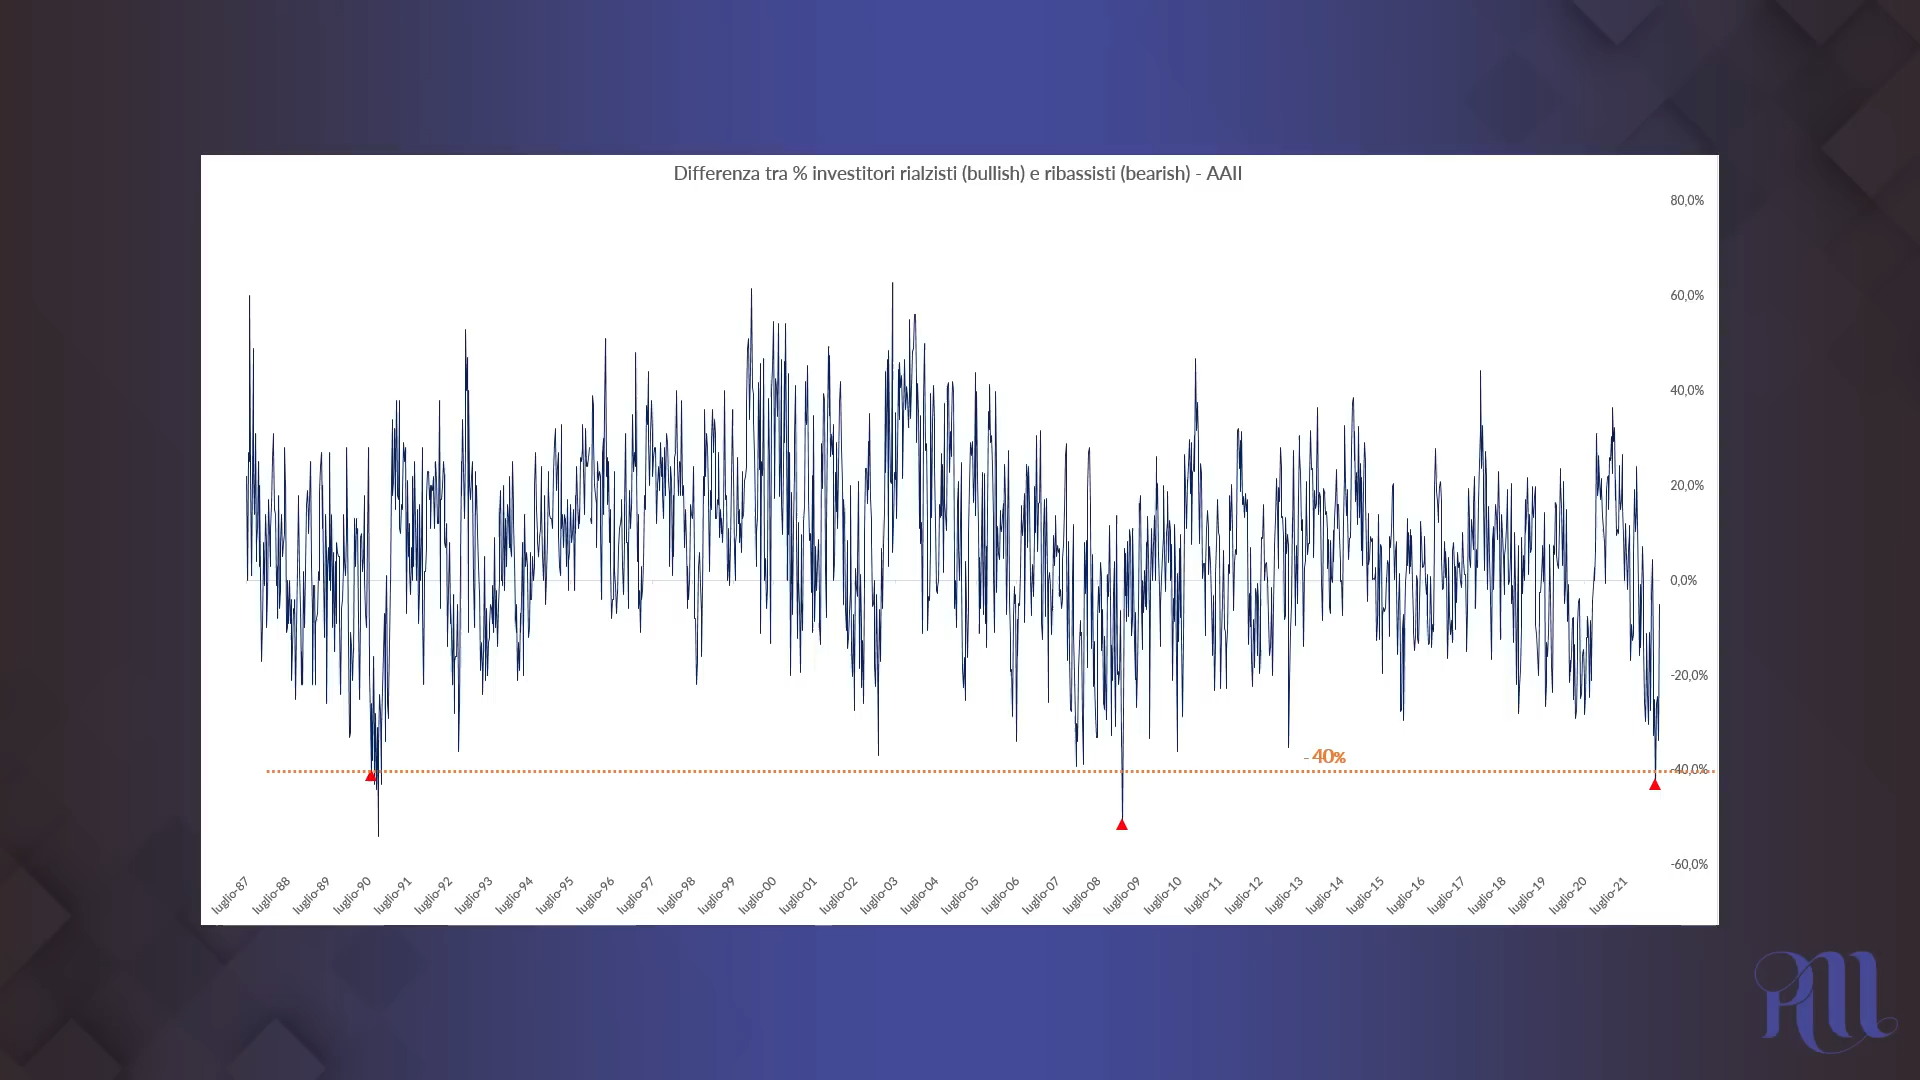 Differenza tra % investitori rialzisti (bullish) e ribassisti (bearish) - AAII
80,0%
60,0%
40,0%
20,0%
0,0%
-20,0%
- 40%
-40,0%
-60,0%
luglio-87
luglio-88
luglio-89
luglio-90
luglio-91
luglio-92
luglio-93
luglio-94
luglio-95
luglio-96
luglio-97
luglio-98
luglio-99
luglio-00
luglio-01
luglio-02
luglio-03
luglio-04
luglio-05
luglio-06
luglio-07
luglio-08
luglio-09
luglio-10
luglio-11
luglio-12
luglio-13
luglio-14
luglio-15
luglio-16
luglio-17
luglio-18
luglio-19
luglio-20
luglio-21